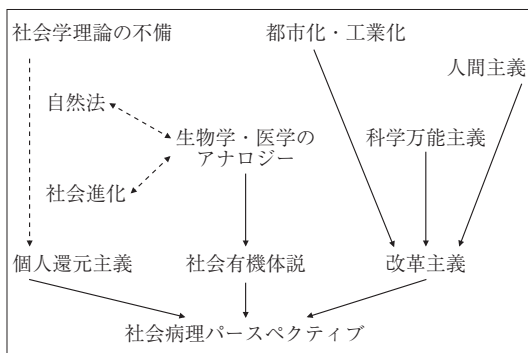 社会学理論の不備
都市化・工業化
人間主義
自然法
生物学・医学の
アナロジー
科学万能主義
社会進化
個人還元主義
社会有機体説
改革主義
社会病理パースペクティブ